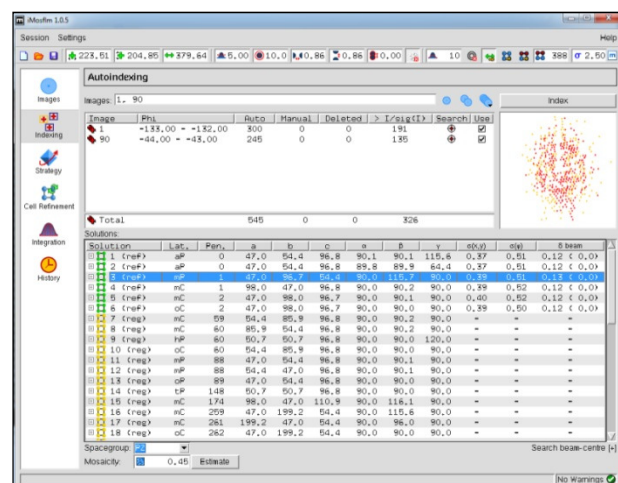 iMosflm 1.0.5
Session Settings Help
223.51 204.85 379.64 5.00 10.0 0.86 0.86 0.00 10 388 σ 2.50
Autoindexing
Images
Indexing
Strategy
Cell Refinement
Integration
History
Images: 1, 90
Index
Image Phi Auto Manual Deleted > I/sig(I) Search Use
1 -133.00 - -132.00 300 0 0 191
90 -44.00 - -43.00 245 0 0 135
Total 545 0 0 326
Solutions:
Solution Lat. Pen. a b c α β γ σ(x,y) σ(φ) δ beam
1 (ref) aP 0 47.0 54.4 96.8 90.1 90.1 115.6 0.37 0.51 0.12 ( 0.0)
2 (ref) aP 0 47.0 54.4 96.8 89.8 89.9 64.4 0.37 0.51 0.12 ( 0.0)
3 (ref) mP 1 47.0 96.7 54.4 90.0 115.7 90.0 0.39 0.51 0.13 ( 0.0)
4 (ref) mC 1 98.0 47.0 96.8 90.0 90.2 90.0 0.39 0.52 0.12 ( 0.0)
5 (ref) mC 2 47.0 98.0 96.7 90.0 90.1 90.0 0.40 0.52 0.12 ( 0.0)
6 (ref) oC 2 47.0 98.0 96.8 90.0 90.0 90.0 0.39 0.50 0.12 ( 0.0)
7 (reg) mC 59 54.4 85.9 96.8 90.0 90.2 90.0 - - -
8 (reg) mC 60 85.9 54.4 96.8 90.0 90.2 90.0 - - -
9 (reg) hP 60 50.7 50.7 96.8 90.0 90.0 120.0 - - -
10 (reg) oC 60 54.4 85.9 96.8 90.0 90.0 90.0 - - -
11 (reg) mP 88 47.0 54.4 96.8 90.0 90.1 90.0 - - -
12 (reg) mP 88 54.4 47.0 96.8 90.0 90.1 90.0 - - -
13 (reg) oP 89 47.0 54.4 96.8 90.0 90.0 90.0 - - -
14 (reg) tP 148 50.7 50.7 96.8 90.0 90.0 90.0 - - -
15 (reg) mC 174 98.0 47.0 110.9 90.0 116.1 90.0 - - -
16 (reg) mC 259 47.0 199.2 54.4 90.0 115.6 90.0 - - -
17 (reg) mC 261 199.2 47.0 54.4 90.0 96.0 90.0 - - -
18 (reg) oC 262 47.0 199.2 54.4 90.0 90.0 90.0 - - -
Spacegroup: P2 Search beam-centre [+]
Mosaicity: 0.45 Estimate
No Warnings